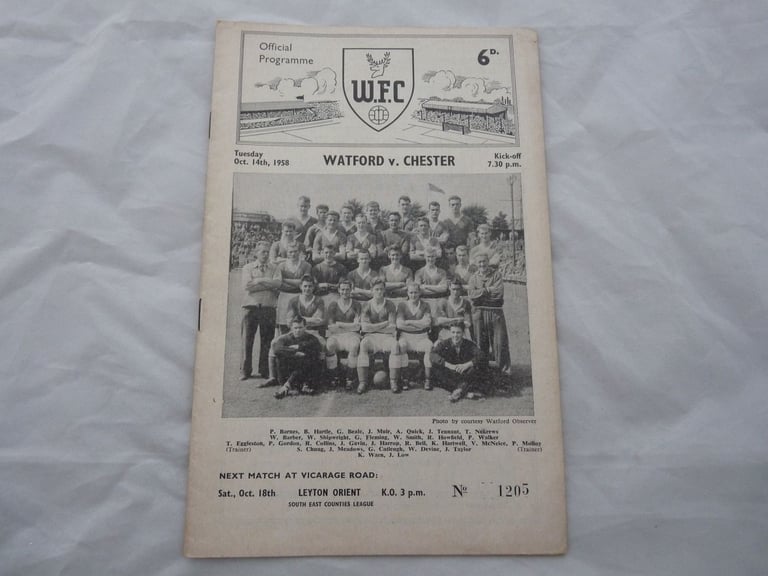 Official
Programme
6D.
W.F.C
Tuesday
Oct. 14th, 1958
WATFORD v. CHESTER
Kick-off
7.30 p.m.
Photo by courtesy Watford Observer
P. Barnes, B. Hartle, G. Beale, J. Muir, A. Quick, J. Tennant, T. Nukrews
W. Barber, W. Shipwright, G. Fleming, W. Smith, R. Howfield, P. Walker
T. Eggleston, P. Gordon, R. Collins, J. Gavin, J. Harrop, R. Bell, K. Hartwell, V. McNeice, P. Molloy
(Trainer) (Trainer)
S. Chung, J. Meadows, G. Catleugh, W. Devine, J. Taylor
K. Warn, J. Low
NEXT MATCH AT VICARAGE ROAD:
Sat., Oct. 18th LEYTON ORIENT K.O. 3 p.m.
SOUTH EAST COUNTIES LEAGUE
No 1205